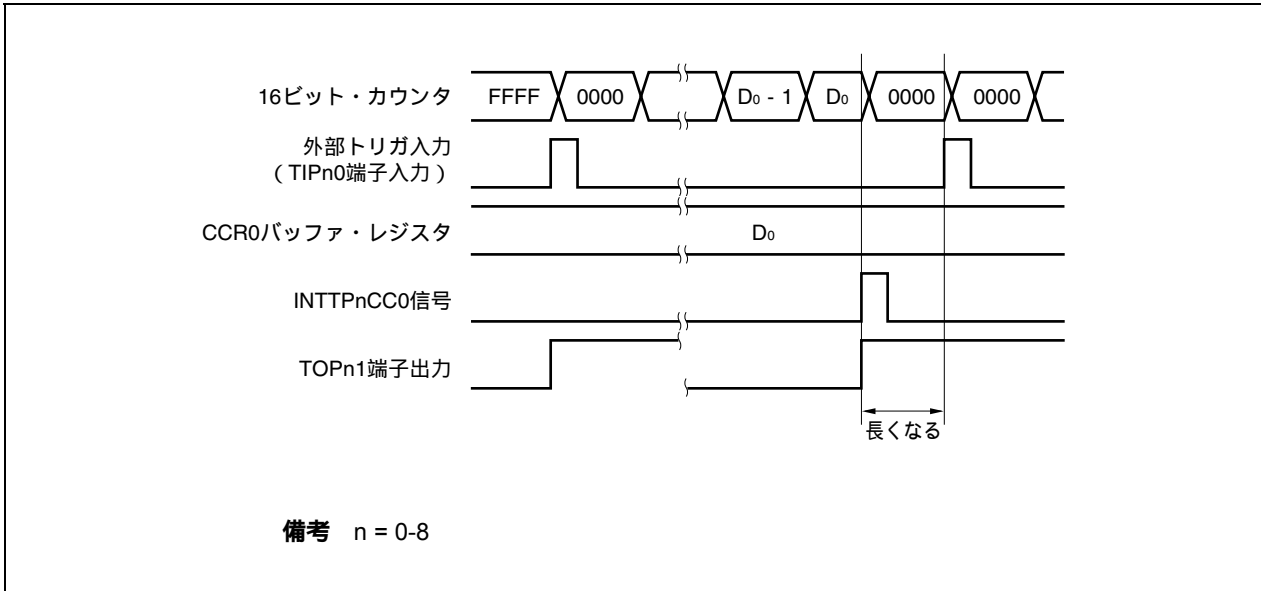 16ビット・カウンタ FFFF 0000 D0 - 1 D0 0000 0000
外部トリガ入力
（TIPn0端子入力）
CCR0バッファ・レジスタ D0
INTTPnCC0信号
TOPn1端子出力
長くなる
備考 n = 0-8